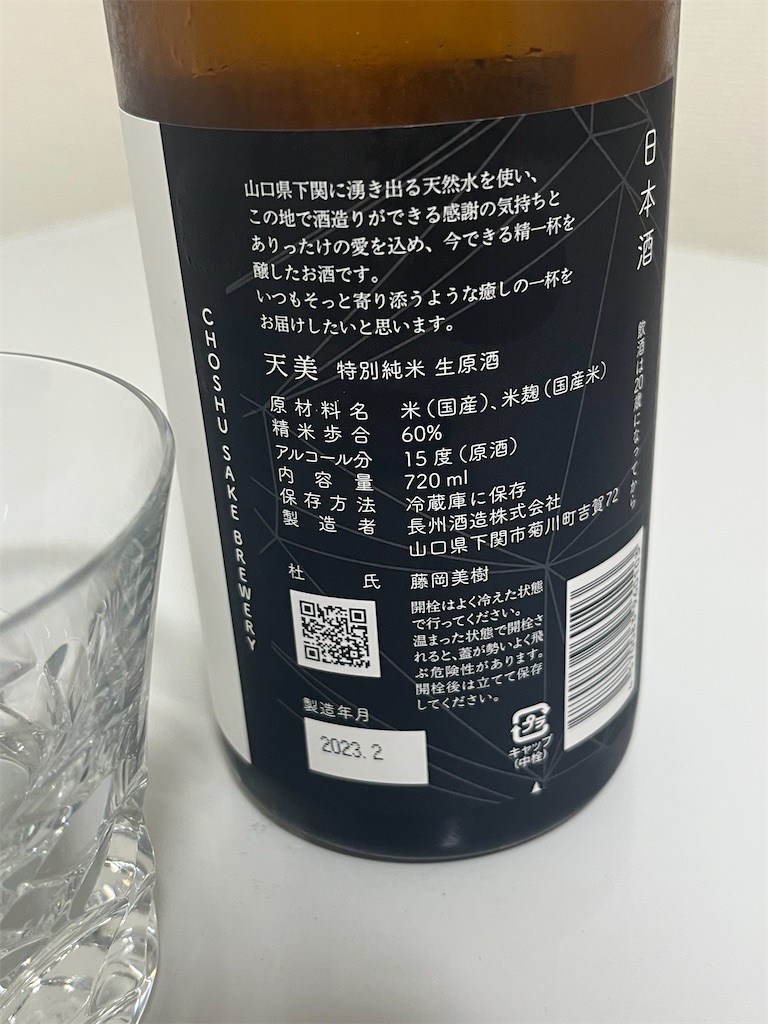 日本酒
山口県下関に湧き出る天然水を使い、
この地で酒造りができる感謝の気持ちと
ありったけの愛を込め、今できる精一杯を
醸したお酒です。
いつもそっと寄り添うような癒しの一杯を
お届けしたいと思います。
天美 特別純米 生原酒
原材料名 米(国産)、米麹(国産米)
精米歩合 60%
アルコール分 15度(原酒)
内容量 720 ml
保存方法 冷蔵庫に保存
製造者 長州酒造株式会社
山口県下関市菊川町吉賀72
杜氏 藤岡美樹
開栓はよく冷えた状態
で行ってください。
温まった状態で開栓さ
れると、蓋が勢いよく飛
ぶ危険性があります。
開栓後は立てて保存
してください。
製造年月
2023. 2
プラ
キャップ
(中栓)
飲酒は20歳になってから
CHOSHU SAKE BREWERY